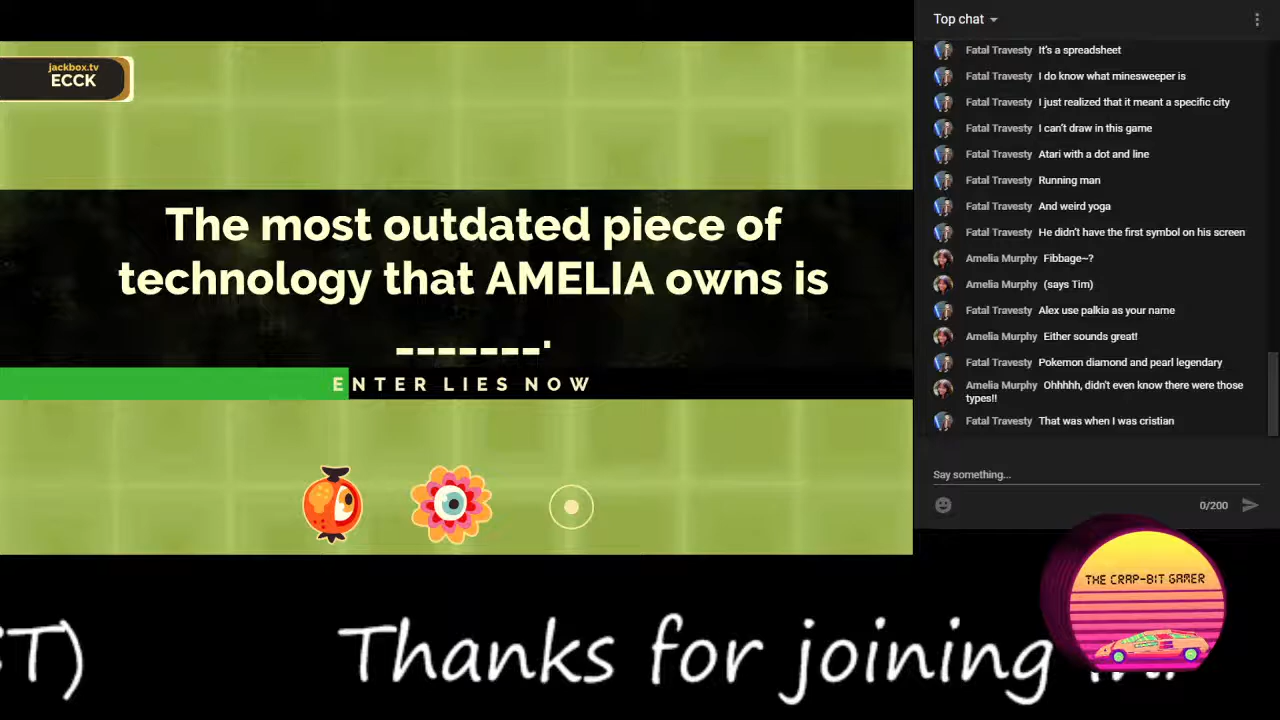 jackbox.tv
ECCK
The most outdated piece of
technology that AMELIA owns is
_______.
ENTER LIES NOW
Top chat
Fatal Travesty It's a spreadsheet
Fatal Travesty I do know what minesweeper is
Fatal Travesty I just realized that it meant a specific city
Fatal Travesty I can't draw in this game
Fatal Travesty Atari with a dot and line
Fatal Travesty Running man
Fatal Travesty And weird yoga
Fatal Travesty He didn't have the first symbol on his screen
Amelia Murphy Fibbage~?
Amelia Murphy (says Tim)
Fatal Travesty Alex use palkia as your name
Amelia Murphy Either sounds great!
Fatal Travesty Pokemon diamond and pearl legendary
Amelia Murphy Ohhhhh, didn't even know there were those
types!!
Fatal Travesty That was when I was cristian
Say something...
0/200
THE CRAP-BIT GAMER
ST) Thanks for joining